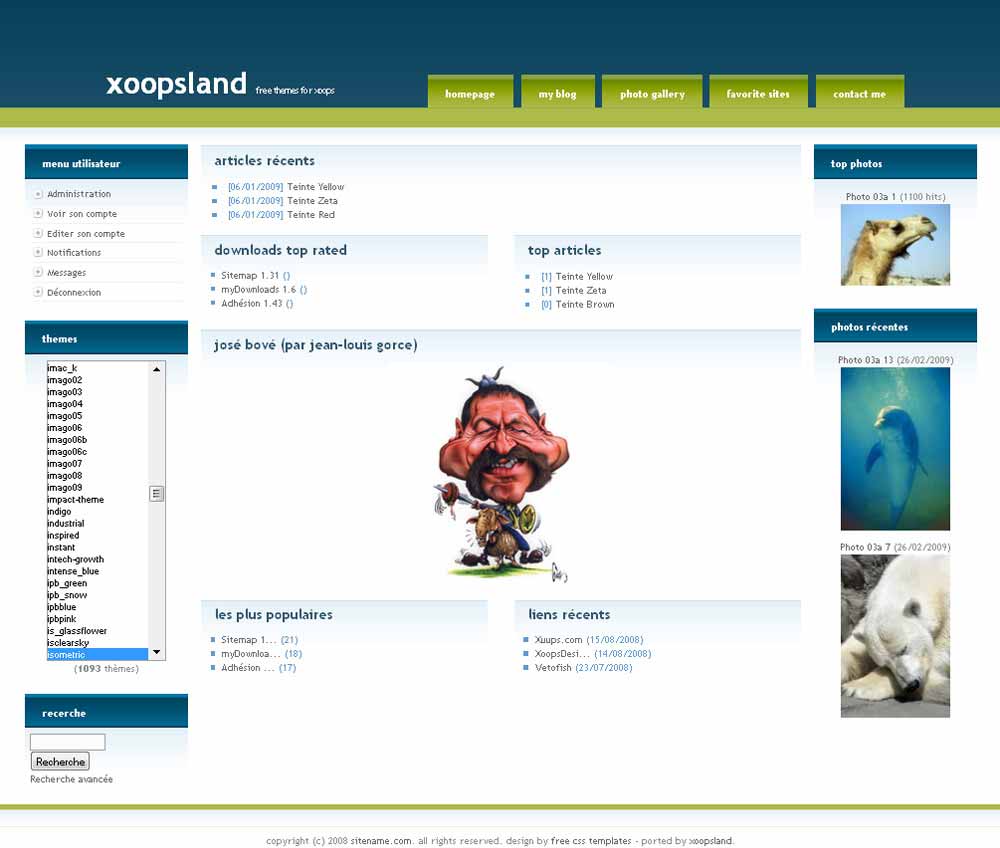 xoopsland free themes for xoops
homepage
my blog
photo gallery
favorite sites
contact me
menu utilisateur
Administration
Voir son compte
Editer son compte
Notifications
Messages
Déconnexion
themes
imac_k
imago02
imago03
imago04
imago05
imago06
imago06b
imago06c
imago07
imago08
imago09
impact-theme
indigo
industrial
inspired
instant
intech-growth
intense_blue
ipb_green
ipb_snow
ipbblue
ipbpink
is_glassflower
isclearsky
isometric
(1093 thèmes)
recerche
Recherche
Recherche avancée
articles récents
[06/01/2009] Teinte Yellow
[06/01/2009] Teinte Zeta
[06/01/2009] Teinte Red
downloads top rated
Sitemap 1.31 ()
myDownloads 1.6 ()
Adhésion 1.43 ()
top articles
[1] Teinte Yellow
[1] Teinte Zeta
[0] Teinte Brown
josé bové (par jean-louis gorce)
les plus populaires
Sitemap 1... (21)
myDownloa... (18)
Adhésion ... (17)
liens récents
Xuups.com (15/08/2008)
XoopsDesi... (14/08/2008)
Vetofish (23/07/2008)
top photos
Photo 03a 1 (1100 hits)
photos récentes
Photo 03a 13 (26/02/2009)
Photo 03a 7 (26/02/2009)
copyright (c) 2008 sitename.com. all rights reserved. design by free css templates - ported by xoopsland.